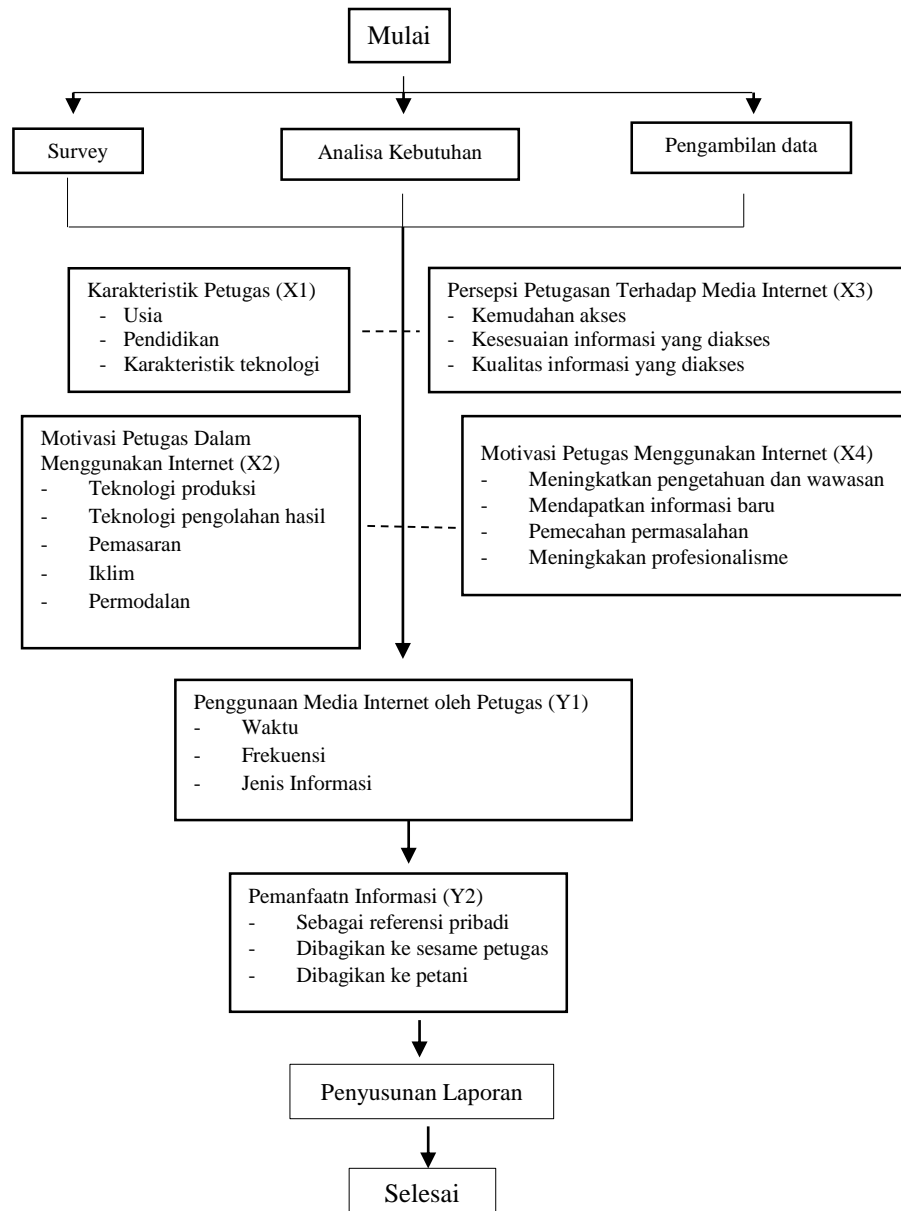 Mulai
Survey
Analisa Kebutuhan
Pengambilan data
Karakteristik Petugas (X1)
- Usia
- Pendidikan
- Karakteristik teknologi
Persepsi Petugasan Terhadap Media Internet (X3)
- Kemudahan akses
- Kesesuaian informasi yang diakses
- Kualitas informasi yang diakses
Motivasi Petugas Dalam
Menggunakan Internet (X2)
- Teknologi produksi
- Teknologi pengolahan hasil
- Pemasaran
- Iklim
- Permodalan
Motivasi Petugas Menggunakan Internet (X4)
- Meningkatkan pengetahuan dan wawasan
- Mendapatkan informasi baru
- Pemecahan permasalahan
- Meningkakan profesionalisme
Penggunaan Media Internet oleh Petugas (Y1)
- Waktu
- Frekuensi
- Jenis Informasi
Pemanfaatn Informasi (Y2)
- Sebagai referensi pribadi
- Dibagikan ke sesame petugas
- Dibagikan ke petani
Penyusunan Laporan
Selesai